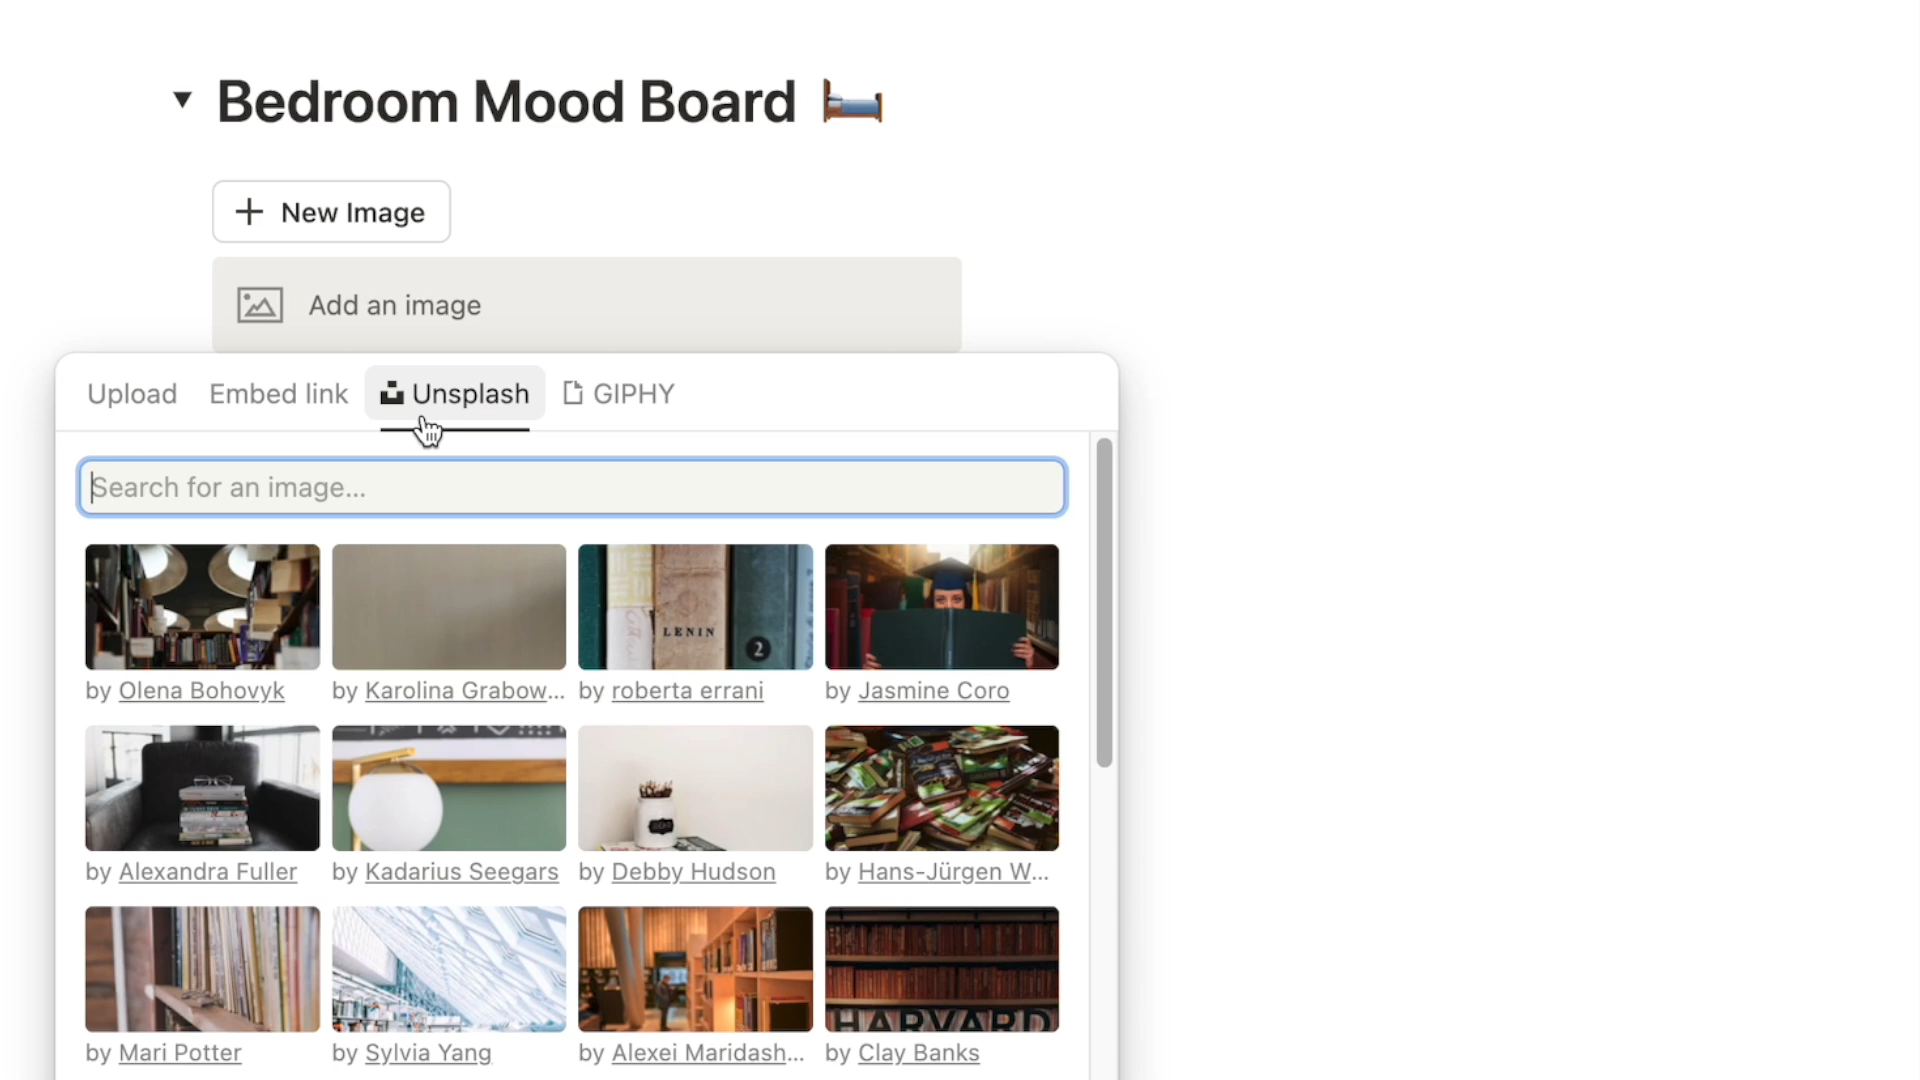 Bedroom Mood Board
New Image
Add an image
Upload Embed link Unsplash GIPHY
Search for an image...
LENIN
2
by Olena Bohovyk by Karolina Grabow... by roberta errani by Jasmine Coro
by Alexandra Fuller by Kadarius Seegars by Debby Hudson by Hans-Jürgen W...
HARVARD
by Mari Potter by Sylvia Yang by Alexei Maridash... by Clay Banks